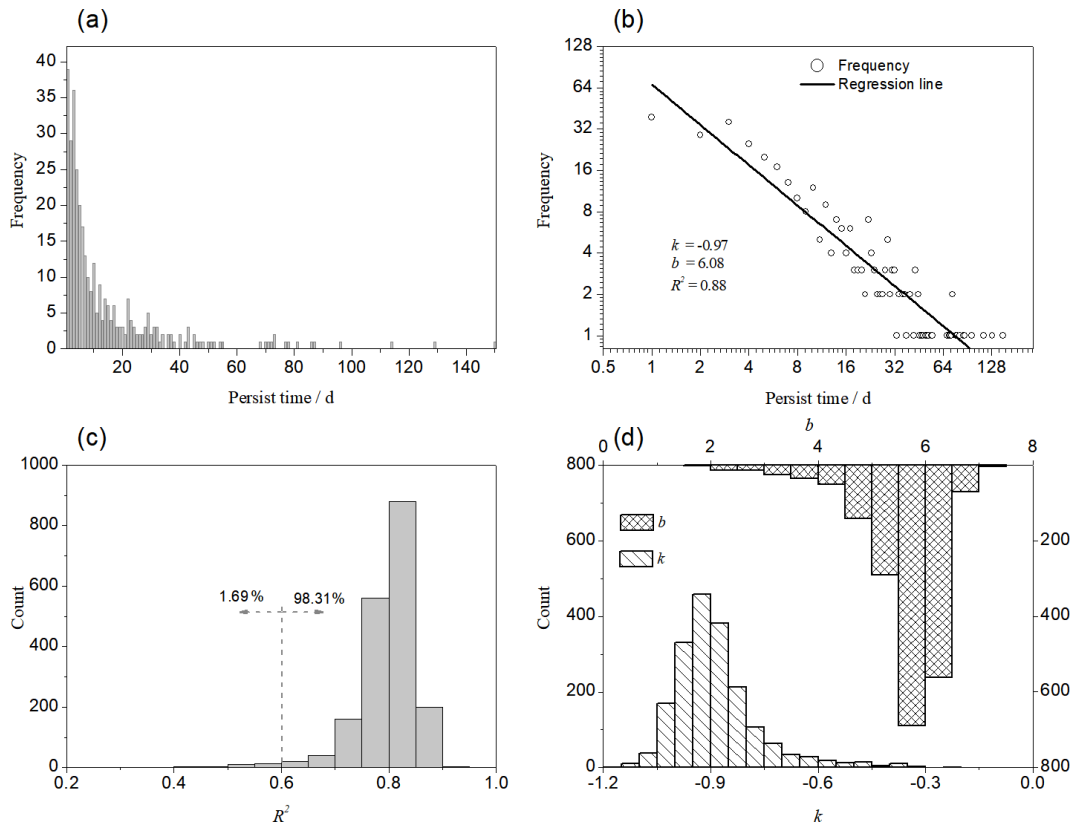 (a)
40
35
30
25
20
15
10
5
0
Frequency
20 40 60 80 100 120 140
Persist time / d
(b)
128
64
32
16
8
4
2
1
Frequency
Frequency
Regression line
k = -0.97
b = 6.08
R² = 0.88
0.5 1 2 4 8 16 32 64 128
Persist time / d
(c)
1000
800
600
400
200
0
Count
1.69 % 98.31%
0.2 0.4 0.6 0.8 1.0
R²
(d)
b
0 2 4 6 8
800
600
400
200
0
Count
b
k
0
200
400
600
800
-1.2 -0.9 -0.6 -0.3 0.0
k